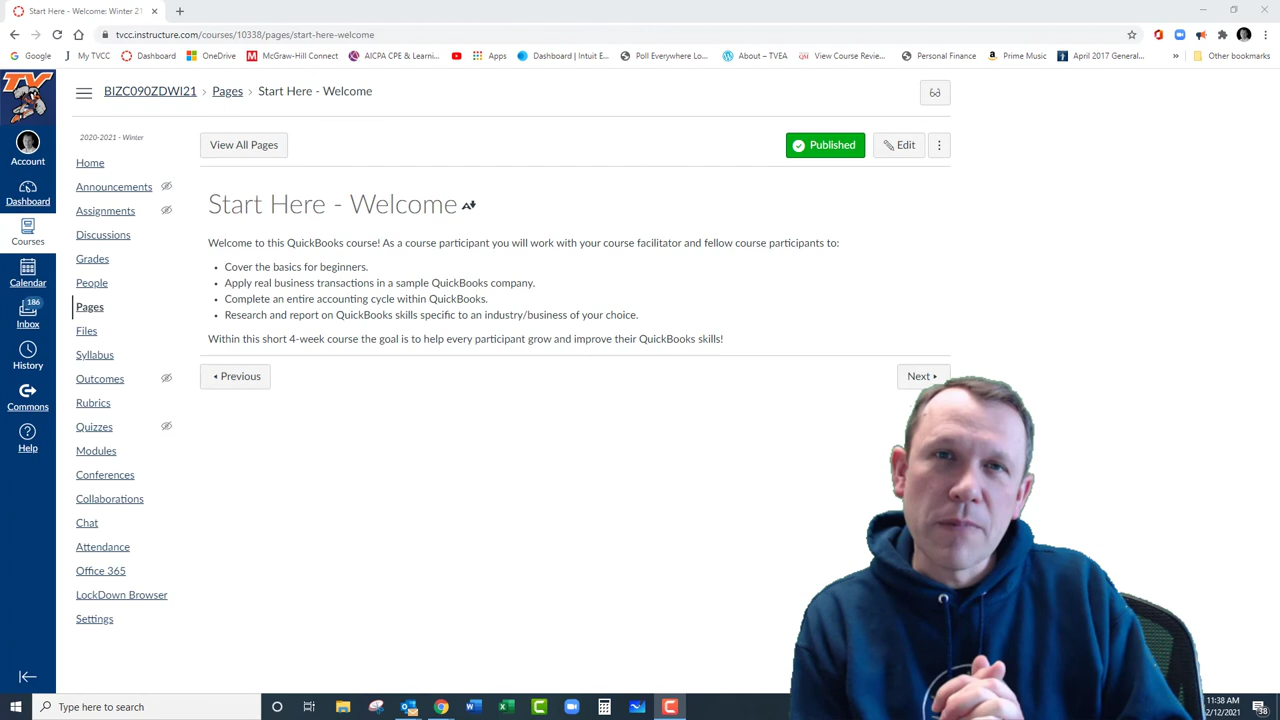 Start Here - Welcome: Winter 21
tvcc.instructure.com/courses/10338/pages/start-here-welcome
Google
My TVCC
Dashboard
OneDrive
McGraw-Hill Connect
AICPA CPE & Learni...
Apps
Dashboard | Intuit E...
Poll Everywhere Lo...
About – TVEA
View Course Review...
Personal Finance
Prime Music
April 2017 General...
»
Other bookmarks
TV
BIZC090ZDWI21 › Pages › Start Here - Welcome
Account
Dashboard
Courses
Calendar
186
Inbox
History
Commons
Help
2020-2021 - Winter
Home
Announcements
Assignments
Discussions
Grades
People
Pages
Files
Syllabus
Outcomes
Rubrics
Quizzes
Modules
Conferences
Collaborations
Chat
Attendance
Office 365
LockDown Browser
Settings
View All Pages
Published
Edit
Start Here - Welcome
Welcome to this QuickBooks course! As a course participant you will work with your course facilitator and fellow course participants to:
• Cover the basics for beginners.
• Apply real business transactions in a sample QuickBooks company.
• Complete an entire accounting cycle within QuickBooks.
• Research and report on QuickBooks skills specific to an industry/business of your choice.
Within this short 4-week course the goal is to help every participant grow and improve their QuickBooks skills!
Previous
Next
Type here to search
11:38 AM
2/12/2021
38